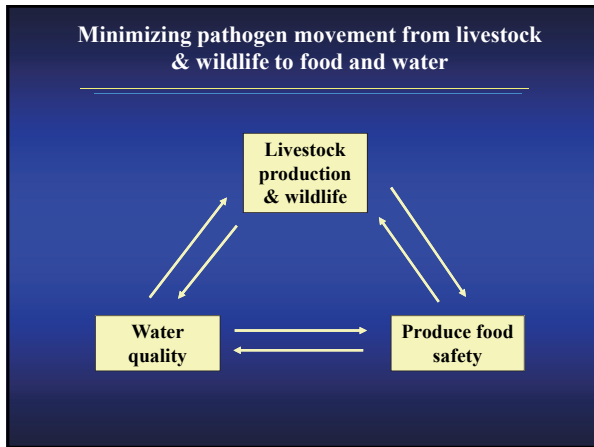 Minimizing pathogen movement from livestock
& wildlife to food and water
Livestock
production
& wildlife
Water
quality
Produce food
safety